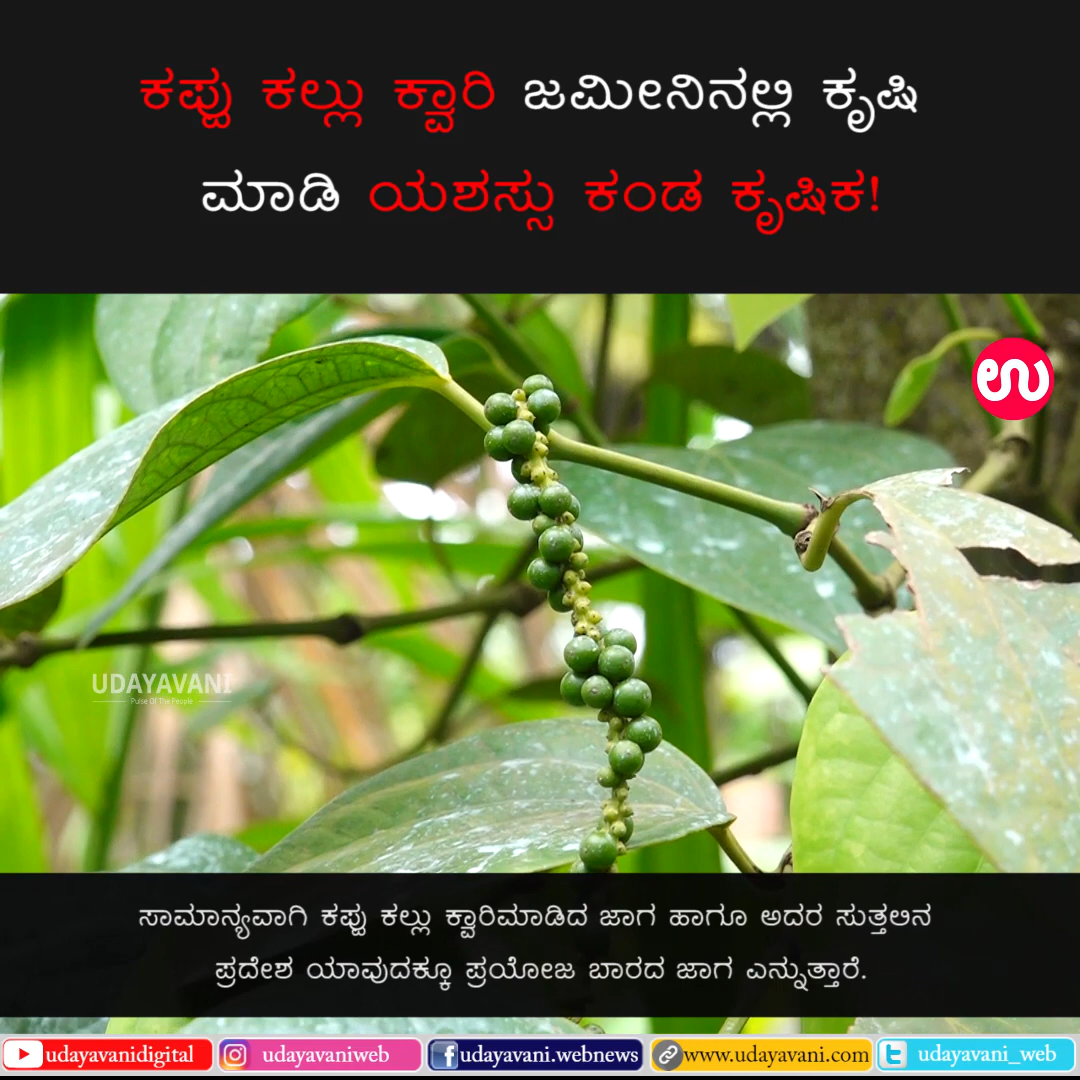 ಕಪ್ಪು ಕಲ್ಲು ಕ್ವಾರಿ ಜಮೀನಿನಲ್ಲಿ ಕೃಷಿ
ಮಾಡಿ ಯಶಸ್ಸು ಕಂಡ ಕೃಷಿಕ!
ಉ
UDAYAVANI
Pulse Of The People
ಸಾಮಾನ್ಯವಾಗಿ ಕಪ್ಪು ಕಲ್ಲು ಕ್ವಾರಿಮಾಡಿದ ಜಾಗ ಹಾಗೂ ಅದರ ಸುತ್ತಲಿನ
ಪ್ರದೇಶ ಯಾವುದಕ್ಕೂ ಪ್ರಯೋಜ ಬಾರದ ಜಾಗ ಎನ್ನುತ್ತಾರೆ.
udayavanidigital udayavaniweb udayavani.webnews www.udayavani.com udayavani_web